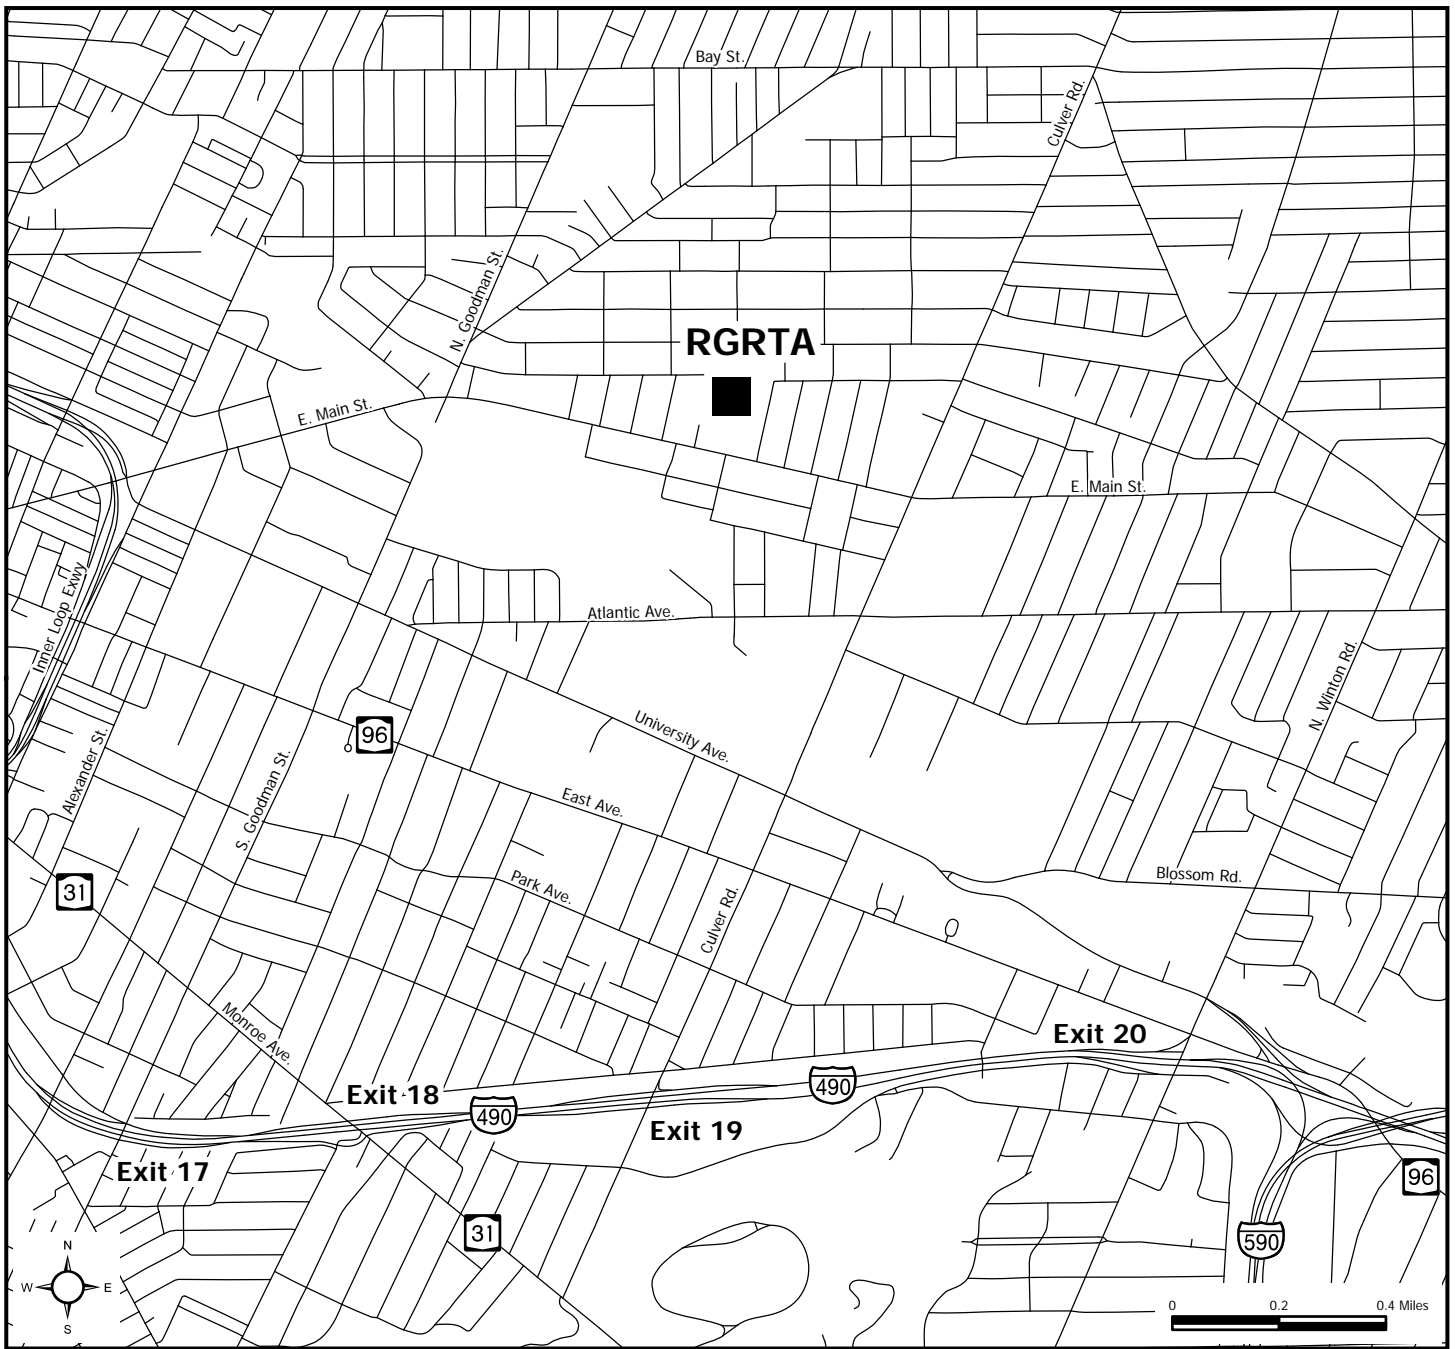 Bay St.
Culver Rd.
N. Goodman St.
RGRTA
E. Main St.
E. Main St.
Inner Loop Exwy
Atlantic Ave.
N. Winton Rd.
96
University Ave.
Alexander St.
S. Goodman St.
East Ave.
31
Park Ave.
Blossom Rd.
Culver Rd.
Monroe Ave.
Exit 20
Exit 18
490
490
Exit 19
Exit 17
96
31
590
N
W E
S
0 0.2 0.4 Miles